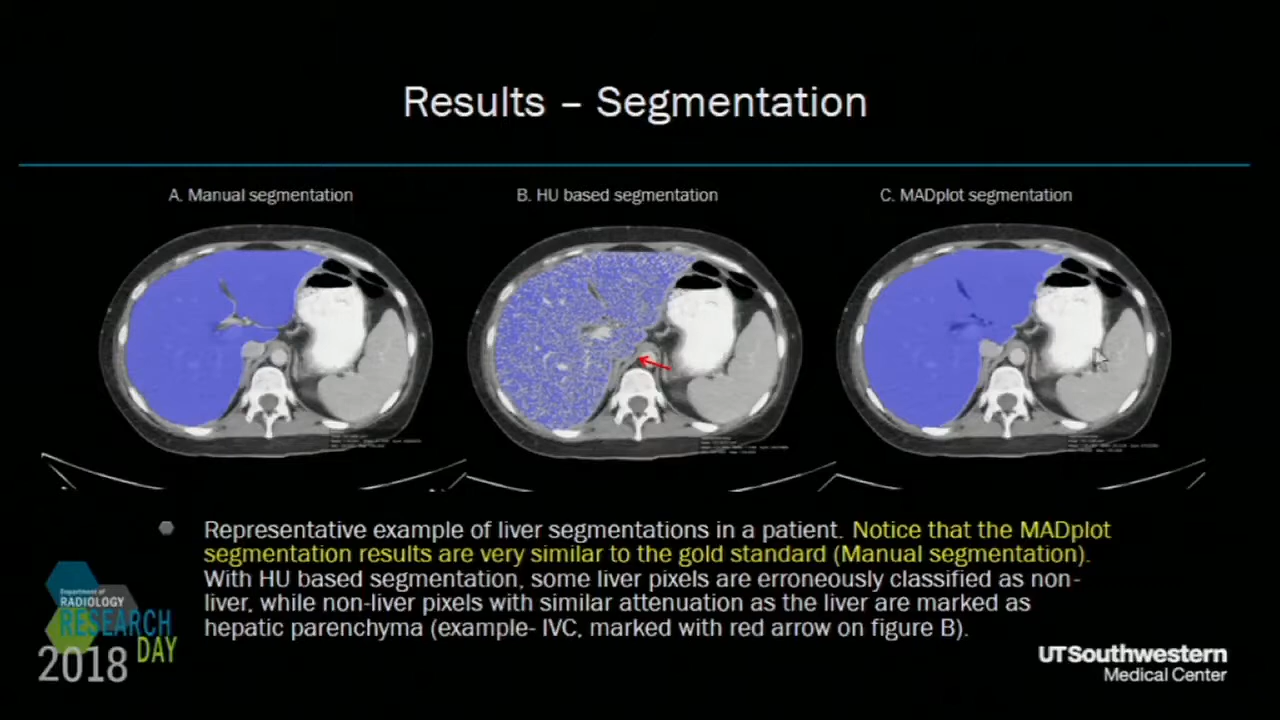 Results – Segmentation
A. Manual segmentation
B. HU based segmentation
C. MADplot segmentation
Representative example of liver segmentations in a patient. Notice that the MADplot
segmentation results are very similar to the gold standard (Manual segmentation).
With HU based segmentation, some liver pixels are erroneously classified as non-
liver, while non-liver pixels with similar attenuation as the liver are marked as
hepatic parenchyma (example- IVC, marked with red arrow on figure B).
Department of
RADIOLOGY
RESEARCH
DAY
2018
UTSouthwestern
Medical Center